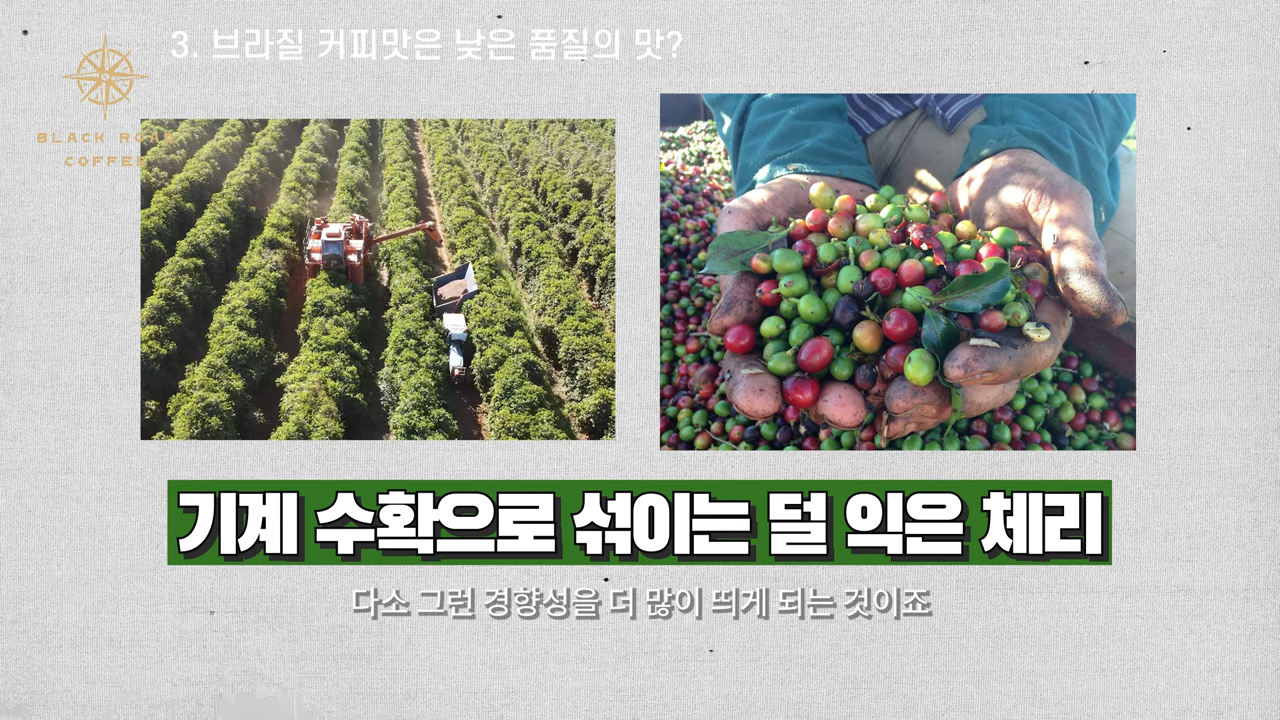 3. 브라질 커피맛은 낮은 품질의 맛?
BLACK ROAD
COFFEE
기계 수확으로 섞이는 덜 익은 체리
다소 그런 경향성을 더 많이 띄게 되는 것이죠